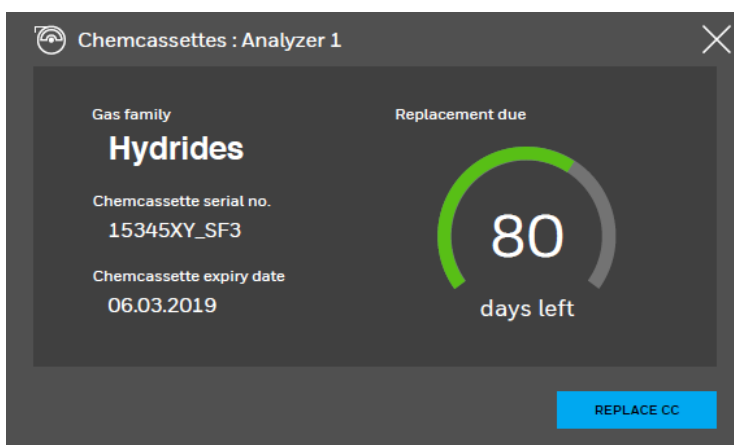 Chemcassettes : Analyzer 1
Gas family
Hydrides
Chemcassette serial no.
15345XY_SF3
Chemcassette expiry date
06.03.2019
Replacement due
80
days left
REPLACE CC